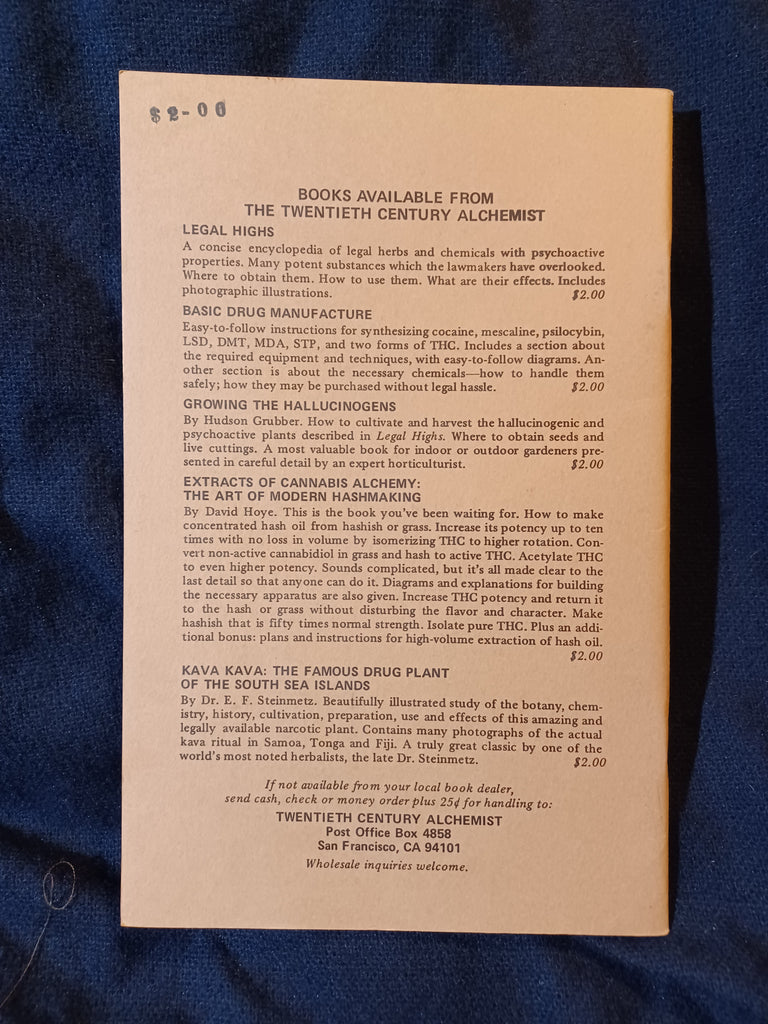 $2-00
BOOKS AVAILABLE FROM
THE TWENTIETH CENTURY ALCHEMIST
LEGAL HIGHS
A concise encyclopedia of legal herbs and chemicals with psychoactive
properties. Many potent substances which the lawmakers have overlooked.
Where to obtain them. How to use them. What are their effects. Includes
photographic illustrations. $2.00
BASIC DRUG MANUFACTURE
Easy-to-follow instructions for synthesizing cocaine, mescaline, psilocybin,
LSD, DMT, MDA, STP, and two forms of THC. Includes a section about
the required equipment and techniques, with easy-to-follow diagrams. An-
other section is about the necessary chemicals—how to handle them
safely; how they may be purchased without legal hassle. $2.00
GROWING THE HALLUCINOGENS
By Hudson Grubber. How to cultivate and harvest the hallucinogenic and
psychoactive plants described in Legal Highs. Where to obtain seeds and
live cuttings. A most valuable book for indoor or outdoor gardeners pre-
sented in careful detail by an expert horticulturist. $2.00
EXTRACTS OF CANNABIS ALCHEMY:
THE ART OF MODERN HASHMAKING
By David Hoye. This is the book you've been waiting for. How to make
concentrated hash oil from hashish or grass. Increase its potency up to ten
times with no loss in volume by isomerizing THC to higher rotation. Con-
vert non-active cannabidiol in grass and hash to active THC. Acetylate THC
to even higher potency. Sounds complicated, but it's all made clear to the
last detail so that anyone can do it. Diagrams and explanations for building
the necessary apparatus are also given. Increase THC potency and return it
to the hash or grass without disturbing the flavor and character. Make
hashish that is fifty times normal strength. Isolate pure THC. Plus an addi-
tional bonus: plans and instructions for high-volume extraction of hash oil.
$2.00
KAVA KAVA: THE FAMOUS DRUG PLANT
OF THE SOUTH SEA ISLANDS
By Dr. E. F. Steinmetz. Beautifully illustrated study of the botany, chem-
istry, history, cultivation, preparation, use and effects of this amazing and
legally available narcotic plant. Contains many photographs of the actual
kava ritual in Samoa, Tonga and Fiji. A truly great classic by one of the
world's most noted herbalists, the late Dr. Steinmetz. $2.00
If not available from your local book dealer,
send cash, check or money order plus 25¢ for handling to:
TWENTIETH CENTURY ALCHEMIST
Post Office Box 4858
San Francisco, CA 94101
Wholesale inquiries welcome.